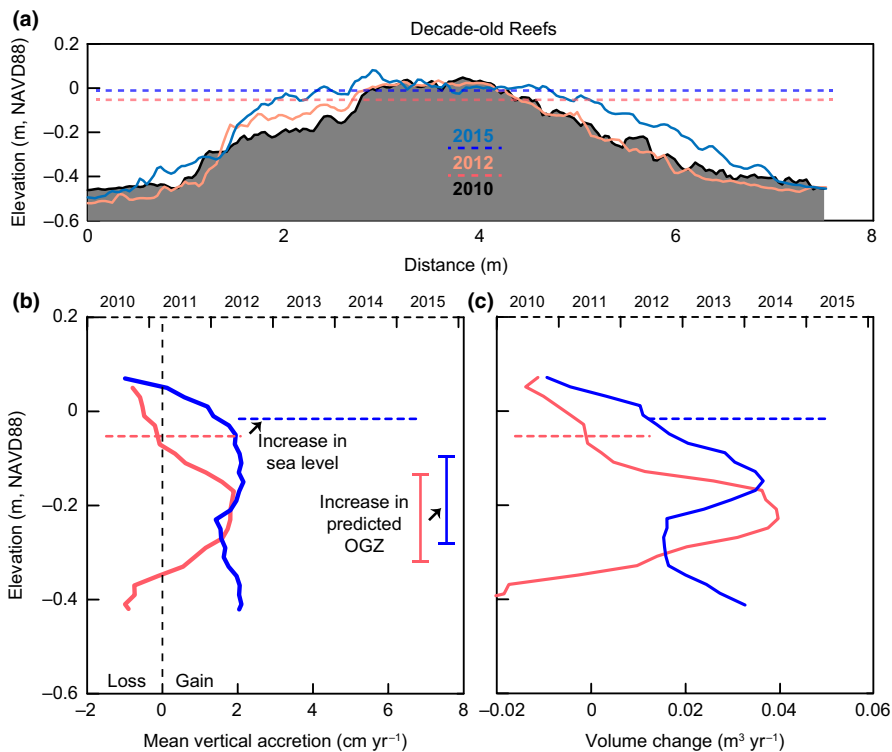 (a)
Decade-old Reefs
Elevation (m, NAVD88)
0.2
0
−0.2
−0.4
−0.6
2015
2012
2010
0 2 4 6 8
Distance (m)
(b)
2010 2011 2012 2013 2014 2015
Elevation (m, NAVD88)
0.2
0
−0.2
−0.4
−0.6
Increase in
sea level
Increase in
predicted
OGZ
Loss Gain
−2 0 2 4 6 8
Mean vertical accretion (cm yr⁻¹)
(c)
2010 2011 2012 2013 2014 2015
−0.02 0 0.02 0.04 0.06
Volume change (m³ yr⁻¹)